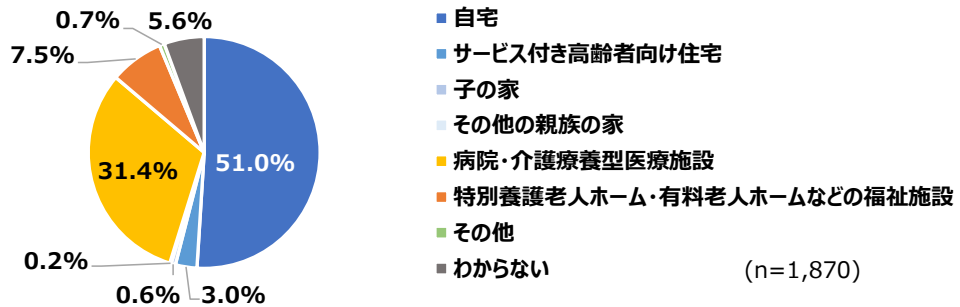 0.7%
5.6%
7.5%
31.4%
51.0%
0.2%
0.6%
3.0%
自宅
サービス付き高齢者向け住宅
子の家
その他の親族の家
病院・介護療養型医療施設
特別養護老人ホーム・有料老人ホームなどの福祉施設
その他
わからない
(n=1,870)